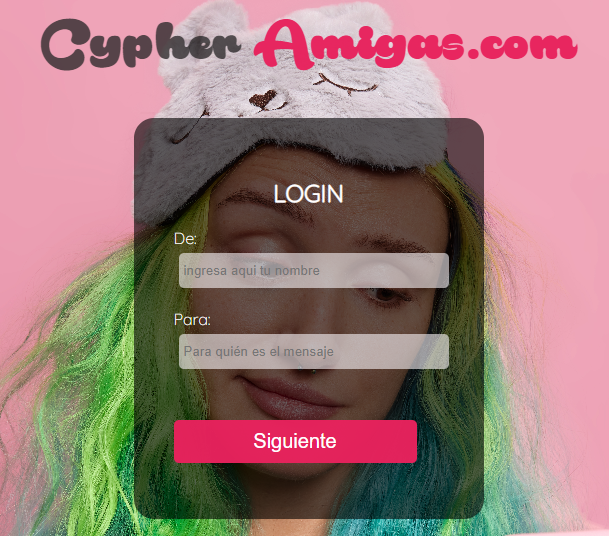 Cypher Amigas.com
LOGIN
De:
ingresa aqui tu nombre
Para:
Para quién es el mensaje
Siguiente